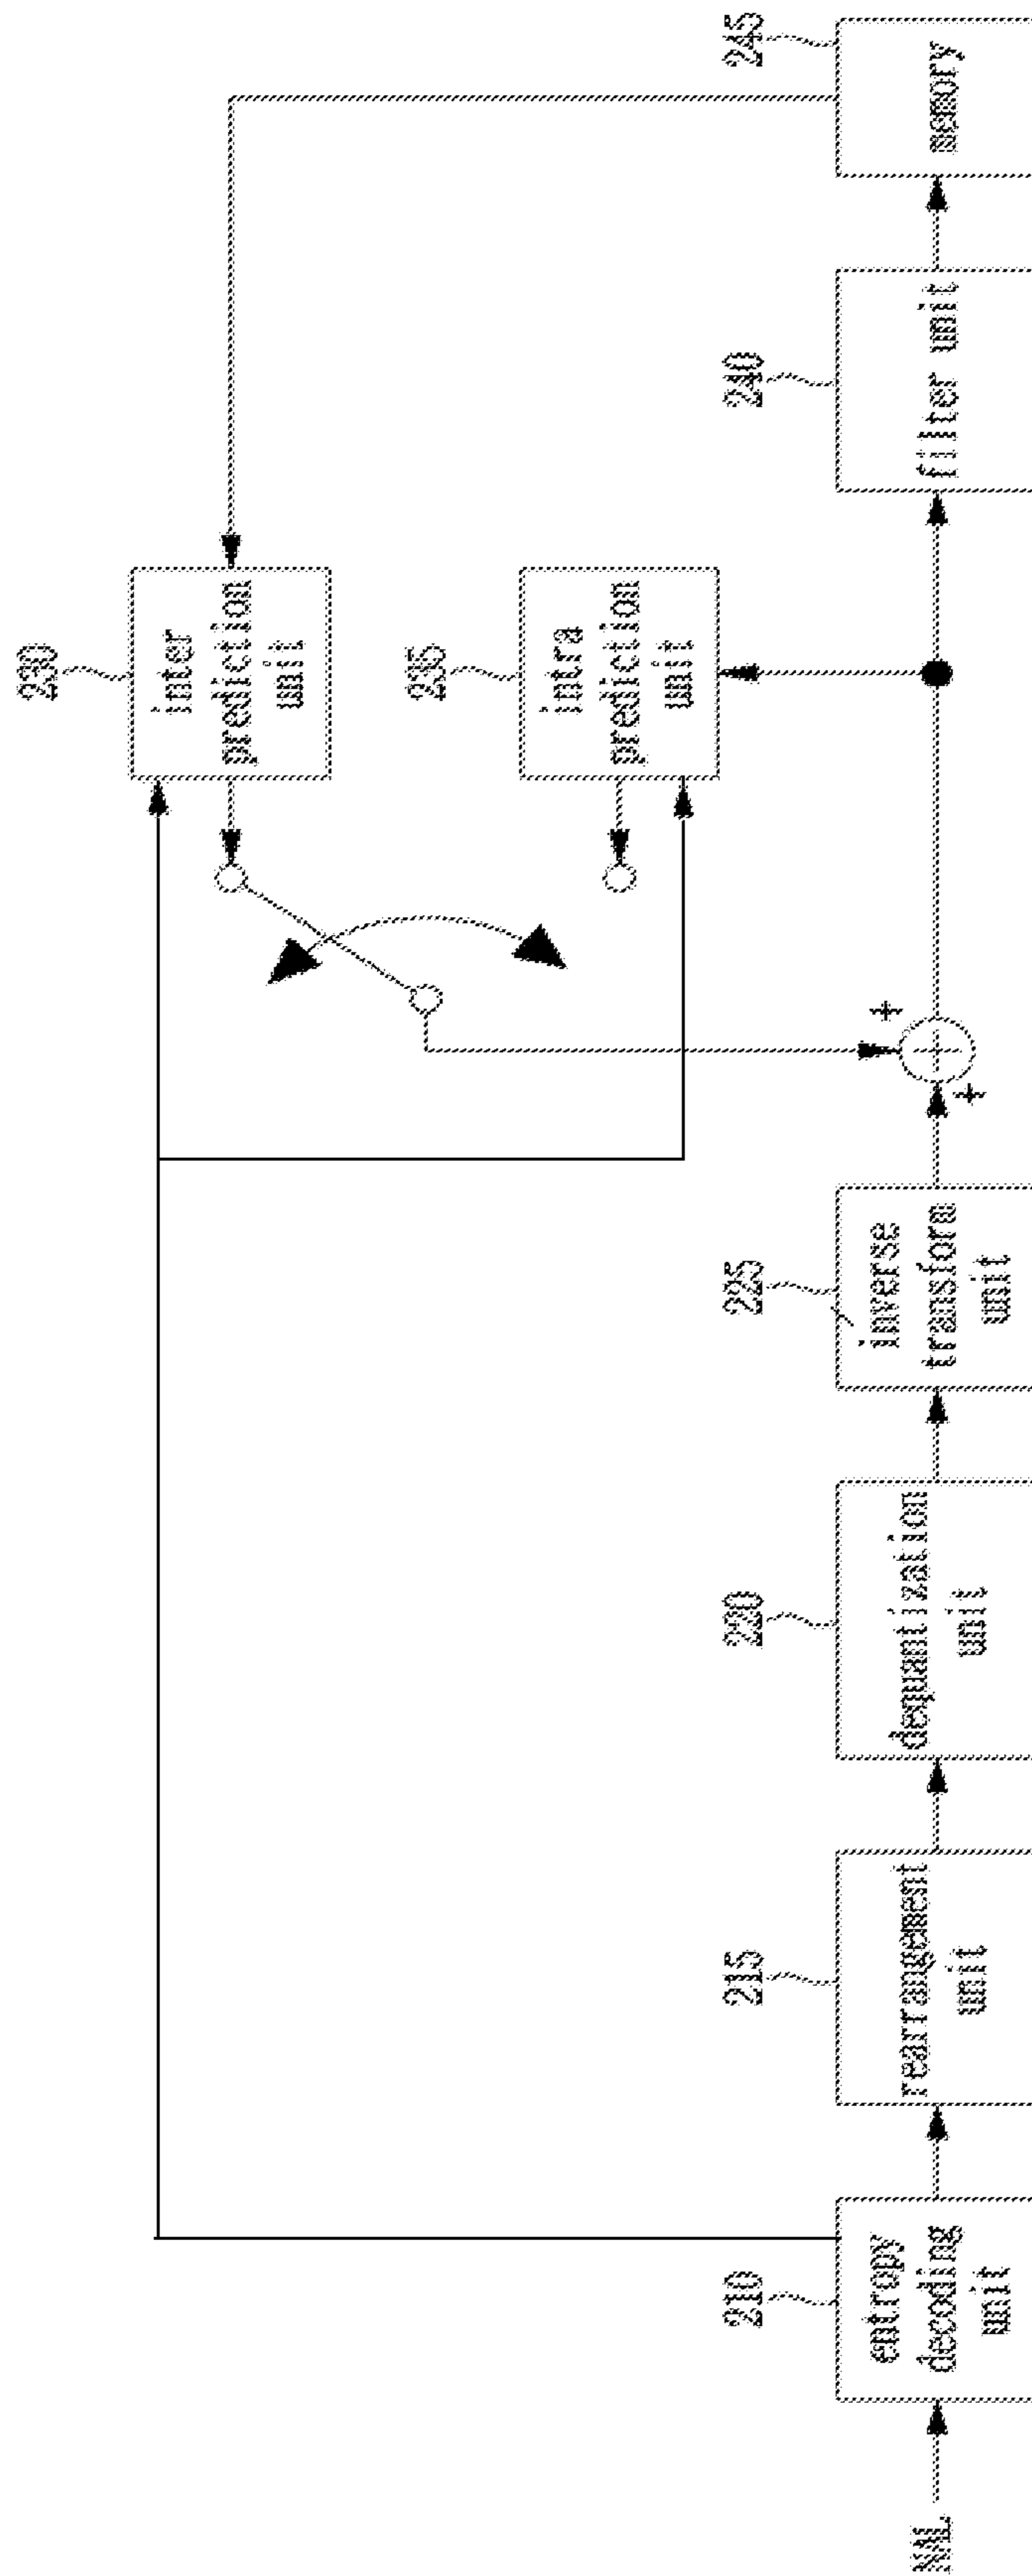 230
inter
prediction
unit
235
intra
prediction
unit
NAL
210
entropy
decoding
unit
215
rearrangement
unit
220
dequantization
unit
225
inverse
transform
unit
+
+
240
filter unit
245
memory